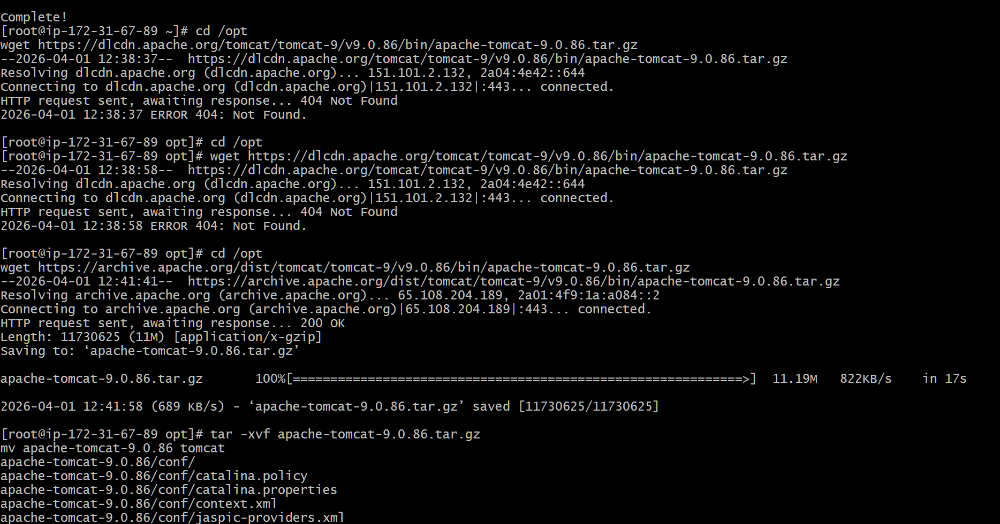 Complete!
[root@ip-172-31-67-89 ~]# cd /opt
wget https://dlcdn.apache.org/tomcat/tomcat-9/v9.0.86/bin/apache-tomcat-9.0.86.tar.gz
--2026-04-01 12:38:37--  https://dlcdn.apache.org/tomcat/tomcat-9/v9.0.86/bin/apache-tomcat-9.0.86.tar.gz
Resolving dlcdn.apache.org (dlcdn.apache.org)... 151.101.2.132, 2a04:4e42::644
Connecting to dlcdn.apache.org (dlcdn.apache.org)|151.101.2.132|:443... connected.
HTTP request sent, awaiting response... 404 Not Found
2026-04-01 12:38:37 ERROR 404: Not Found.
[root@ip-172-31-67-89 opt]# cd /opt
[root@ip-172-31-67-89 opt]# wget https://dlcdn.apache.org/tomcat/tomcat-9/v9.0.86/bin/apache-tomcat-9.0.86.tar.gz
--2026-04-01 12:38:58--  https://dlcdn.apache.org/tomcat/tomcat-9/v9.0.86/bin/apache-tomcat-9.0.86.tar.gz
Resolving dlcdn.apache.org (dlcdn.apache.org)... 151.101.2.132, 2a04:4e42::644
Connecting to dlcdn.apache.org (dlcdn.apache.org)|151.101.2.132|:443... connected.
HTTP request sent, awaiting response... 404 Not Found
2026-04-01 12:38:58 ERROR 404: Not Found.
[root@ip-172-31-67-89 opt]# cd /opt
wget https://archive.apache.org/dist/tomcat/tomcat-9/v9.0.86/bin/apache-tomcat-9.0.86.tar.gz
--2026-04-01 12:41:41--  https://archive.apache.org/dist/tomcat/tomcat-9/v9.0.86/bin/apache-tomcat-9.0.86.tar.gz
Resolving archive.apache.org (archive.apache.org)... 65.108.204.189, 2a01:4f9:1a:a084::2
Connecting to archive.apache.org (archive.apache.org)|65.108.204.189|:443... connected.
HTTP request sent, awaiting response... 200 OK
Length: 11730625 (11M) [application/x-gzip]
Saving to: ‘apache-tomcat-9.0.86.tar.gz’
apache-tomcat-9.0.86.tar.gz       100%[============================================================>]  11.19M   822KB/s    in 17s
2026-04-01 12:41:58 (689 KB/s) - ‘apache-tomcat-9.0.86.tar.gz’ saved [11730625/11730625]
[root@ip-172-31-67-89 opt]# tar -xvf apache-tomcat-9.0.86.tar.gz
mv apache-tomcat-9.0.86 tomcat
apache-tomcat-9.0.86/conf/
apache-tomcat-9.0.86/conf/catalina.policy
apache-tomcat-9.0.86/conf/catalina.properties
apache-tomcat-9.0.86/conf/context.xml
apache-tomcat-9.0.86/conf/jaspic-providers.xml